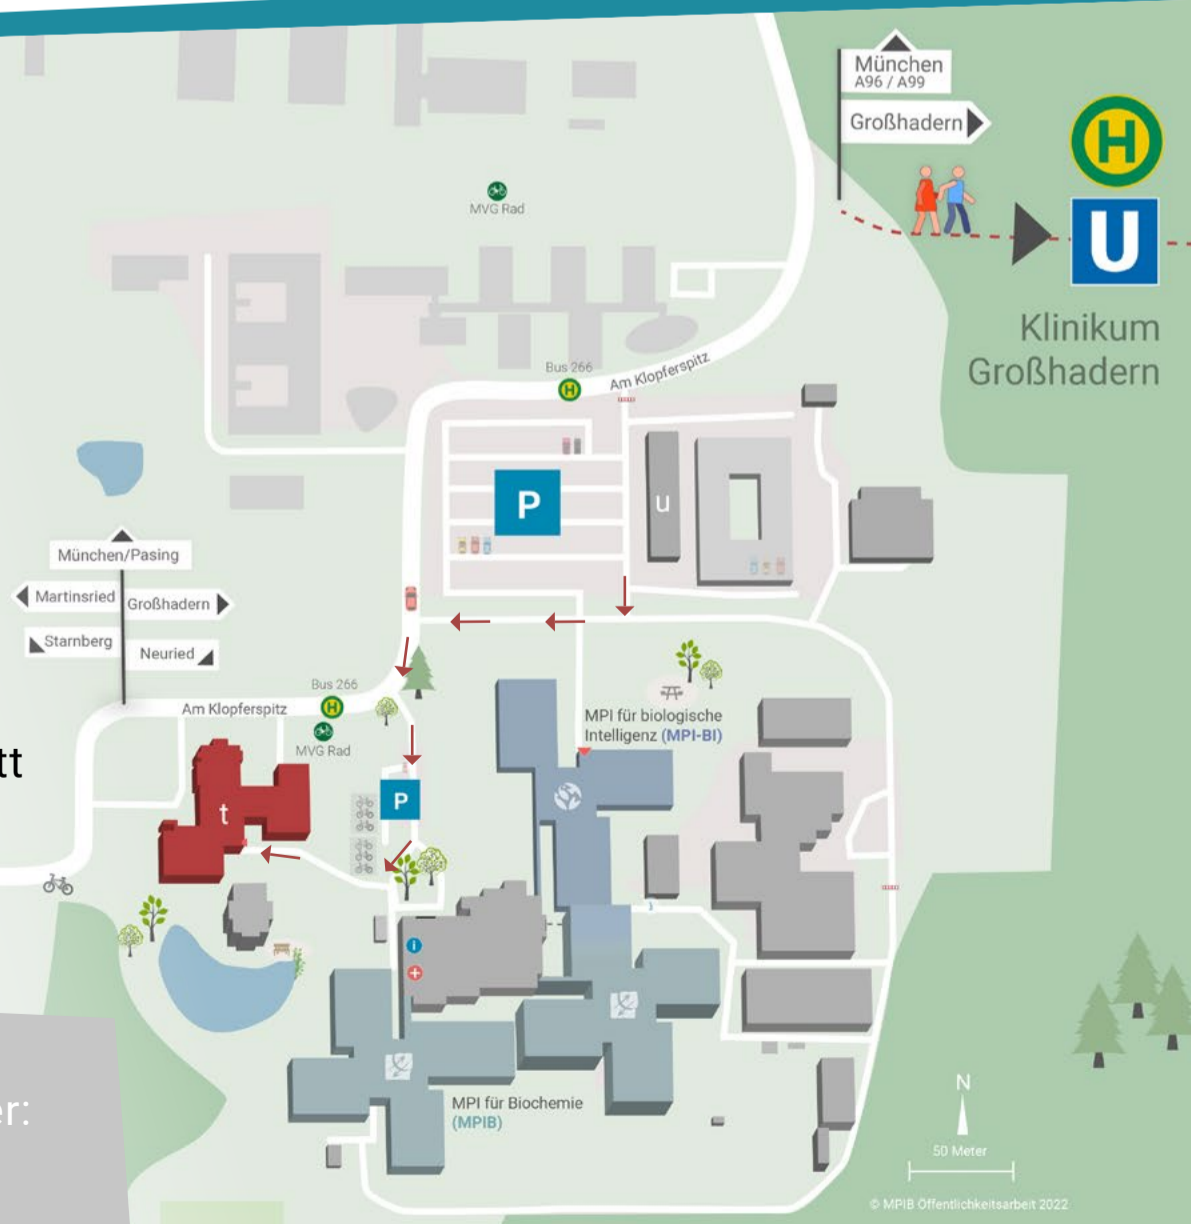 München
A96 / A99
Großhadern
H
U
Klinikum
Großhadern
MVG Rad
Bus 266
H
Am Klopferspitz
P
u
München/Pasing
Martinsried
Großhadern
Starnberg
Neuried
Bus 266
H
Am Klopferspitz
MVG Rad
MPI für biologische
Intelligenz (MPI-BI)
tt
t
P
i
i
er:
MPI für Biochemie
(MPIB)
N
50 Meter
© MPIB Öffentlichkeitsarbeit 2022